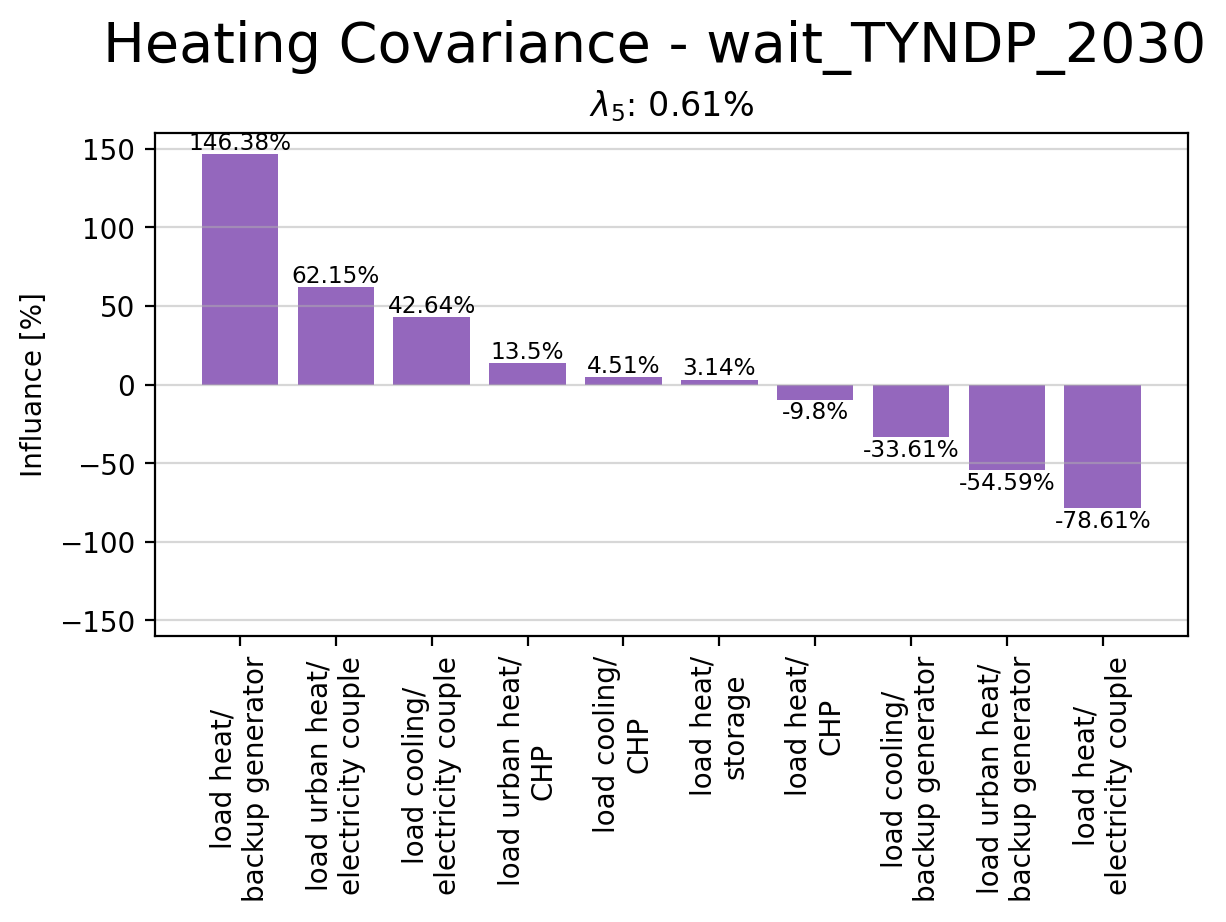 Heating Covariance - wait_TYNDP_2030
λ5: 0.61%
Influance [%]
150
100
50
0
−50
−100
−150
146.38%
62.15%
42.64%
13.5%
4.51%
3.14%
-9.8%
-33.61%
-54.59%
-78.61%
load heat/
backup generator
load urban heat/
electricity couple
load cooling/
electricity couple
load urban heat/
CHP
load cooling/
CHP
load heat/
storage
load heat/
CHP
load cooling/
backup generator
load urban heat/
backup generator
load heat/
electricity couple